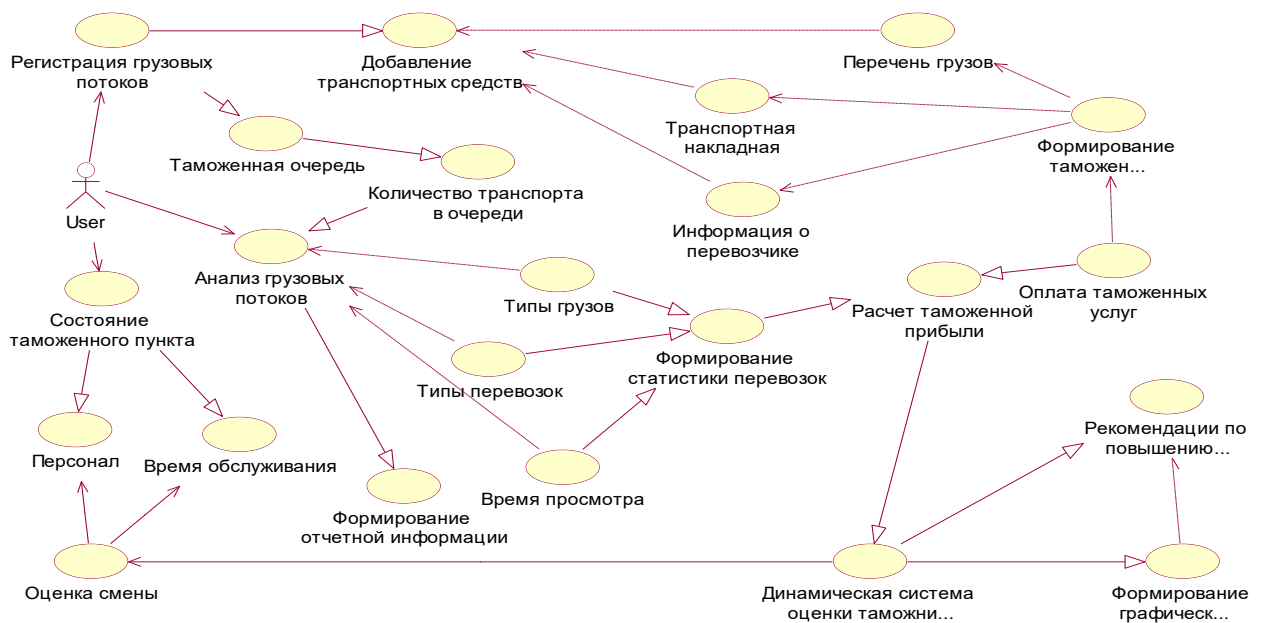 Регистрация грузовых
потоков
Добавление
транспортных средств
Перечень грузов
Транспортная
накладная
Формирование
таможен...
Таможенная очередь
Количество транспорта
в очереди
User
Информация о
перевозчике
Анализ грузовых
потоков
Типы грузов
Расчет таможенной
прибыли
Оплата таможенных
услуг
Состояние
таможенного пункта
Формирование
статистики перевозок
Типы перевозок
Рекомендации по
повышению...
Персонал
Время обслуживания
Время просмотра
Формирование
отчетной информации
Оценка смены
Динамическая система
оценки таможни...
Формирование
графическ...